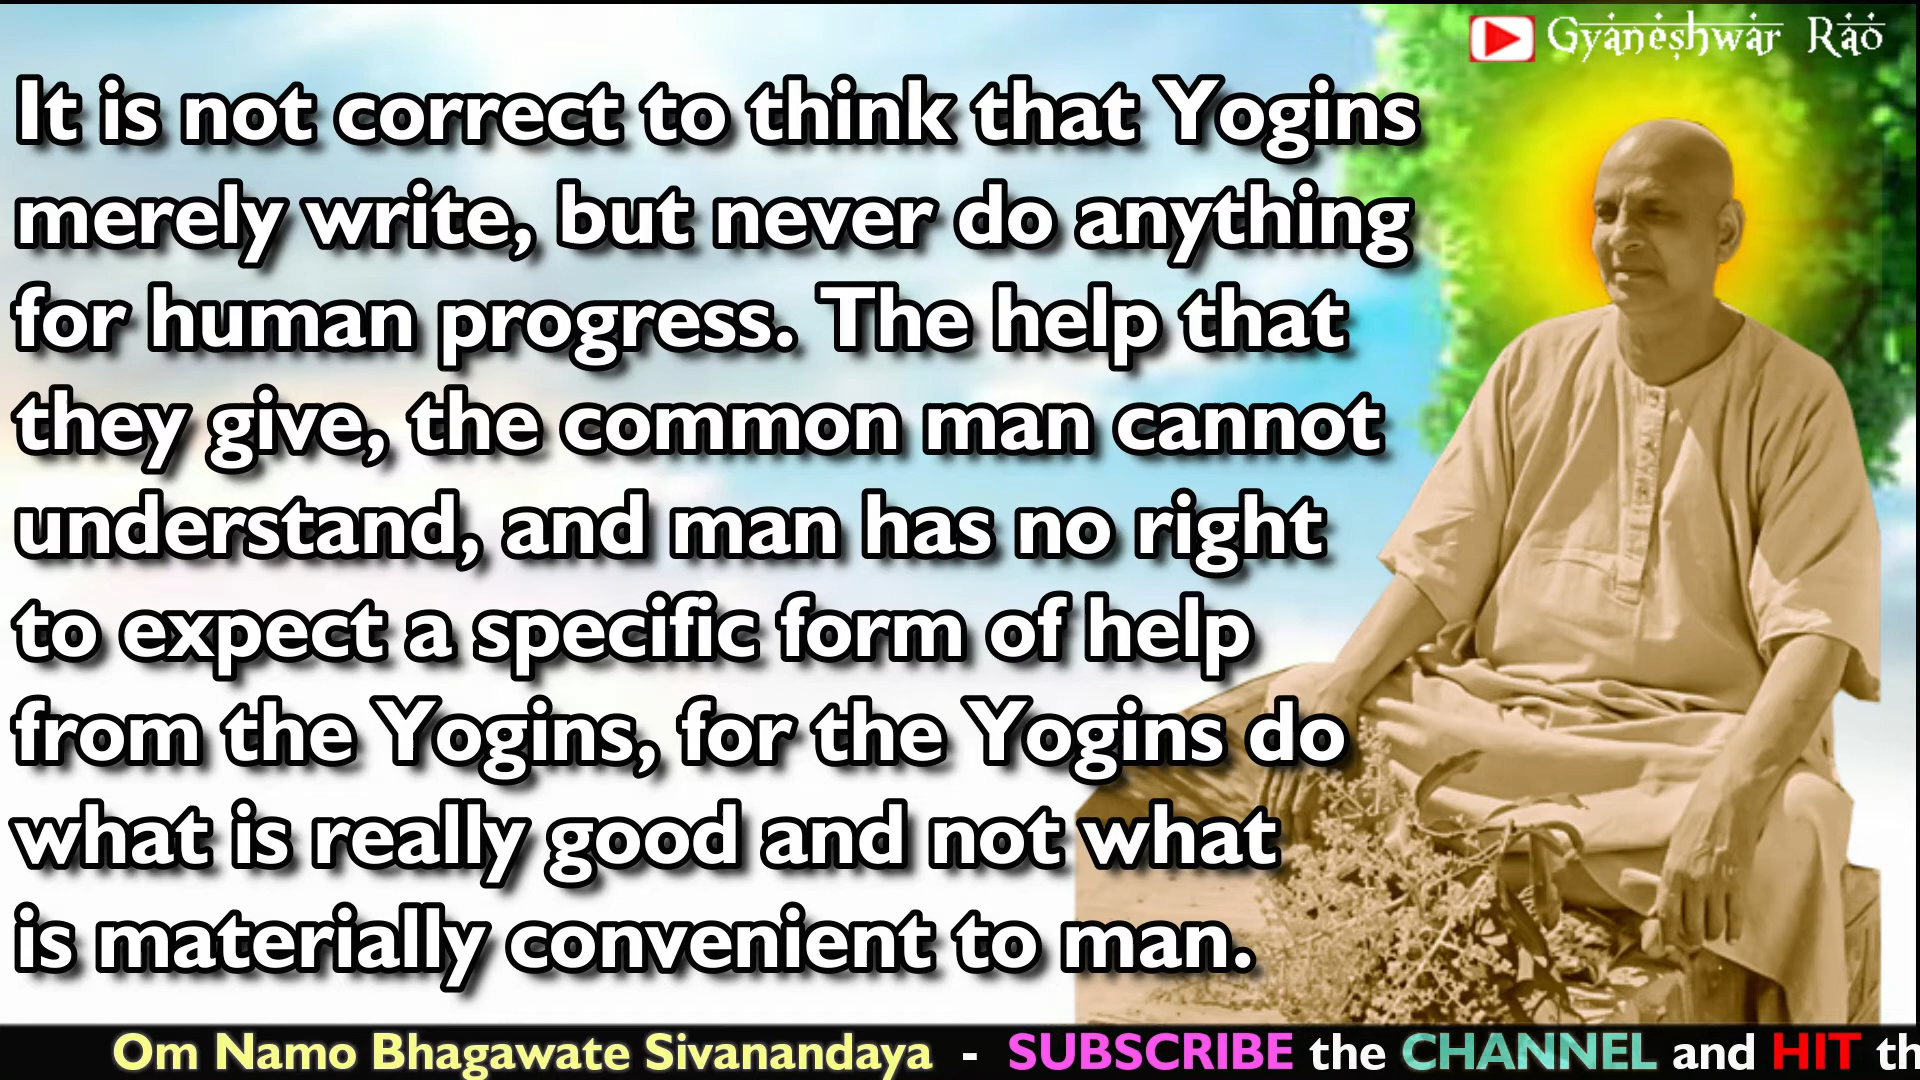 Gyaneshwar Rao
It is not correct to think that Yogins
merely write, but never do anything
for human progress. The help that
they give, the common man cannot
understand, and man has no right
to expect a specific form of help
from the Yogins, for the Yogins do
what is really good and not what
is materially convenient to man.
Om Namo Bhagawate Sivanandaya - SUBSCRIBE the CHANNEL and HIT th